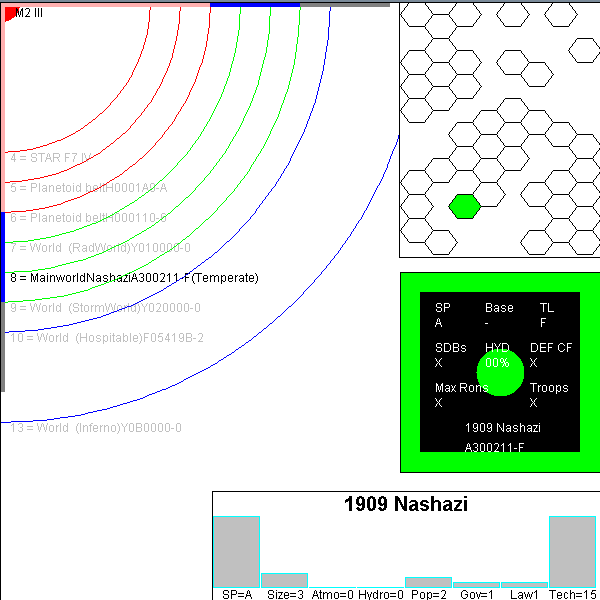 M2 III
4 = STAR F7 IV
5 = Planetoid beltH0001A9-A
6 = Planetoid beltH000110-6
7 = World (RadWorld)Y010000-0
8 = MainworldNashaziA300211-F(Temperate)
9 = World (StormWorld)Y020000-0
10 = World (Hospitable)F05419B-2
13 = World (Inferno)Y0B0000-0
SP Base TL
A - F
SDBs HYD DEF CF
X 00% X
Max Rons Troops
X X
1909 Nashazi
A300211-F
1909 Nashazi
SP=A Size=3 Atmo=0 Hydro=0 Pop=2 Gov=1 Law1 Tech=15